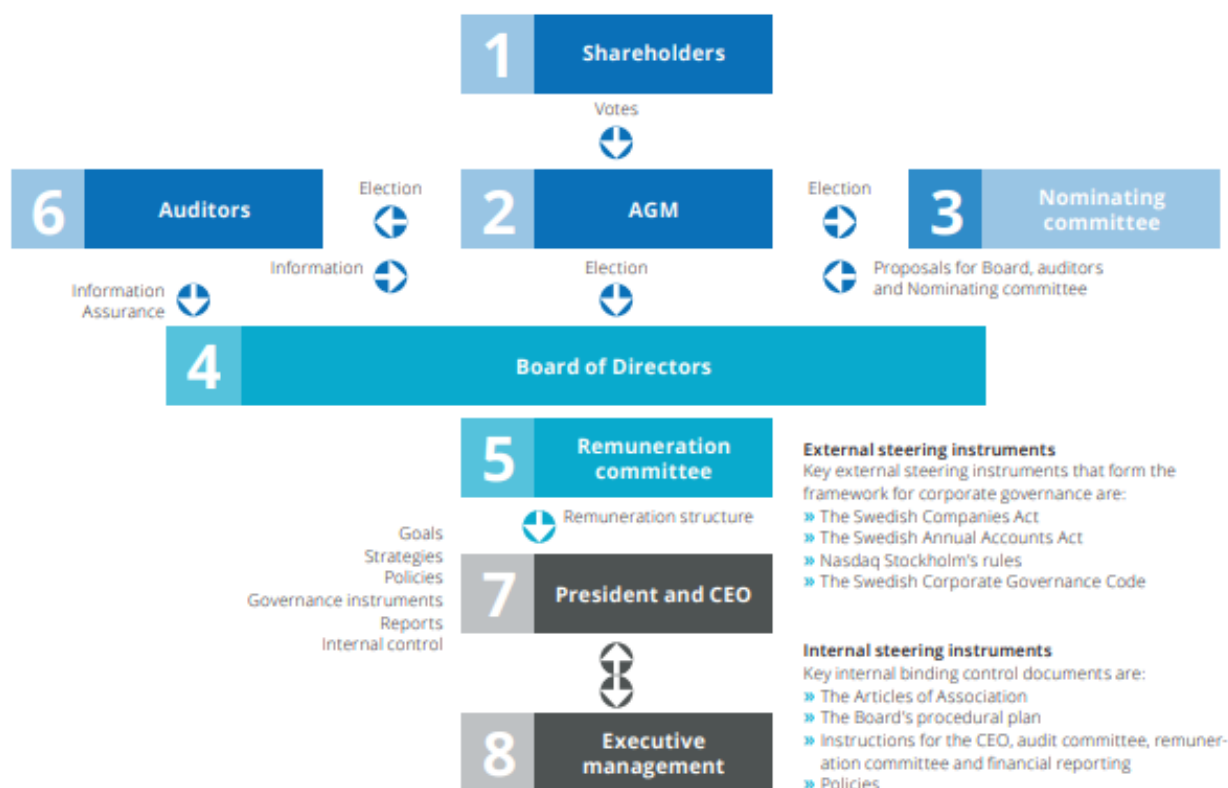 1
Shareholders
Votes
6
Auditors
Election
2
AGM
Election
3
Nominating
committee
Information
Election
Proposals for Board, auditors
and Nominating committee
Information
Assurance
4
Board of Directors
5
Remuneration
committee
Remuneration structure
Goals
Strategies
Policies
Governance instruments
Reports
Internal control
7
President and CEO
8
Executive
management
External steering instruments
Key external steering instruments that form the
framework for corporate governance are:
» The Swedish Companies Act
» The Swedish Annual Accounts Act
» Nasdaq Stockholm's rules
» The Swedish Corporate Governance Code
Internal steering instruments
Key internal binding control documents are:
» The Articles of Association
» The Board's procedural plan
» Instructions for the CEO, audit committee, remuner-
ation committee and financial reporting
» Policies